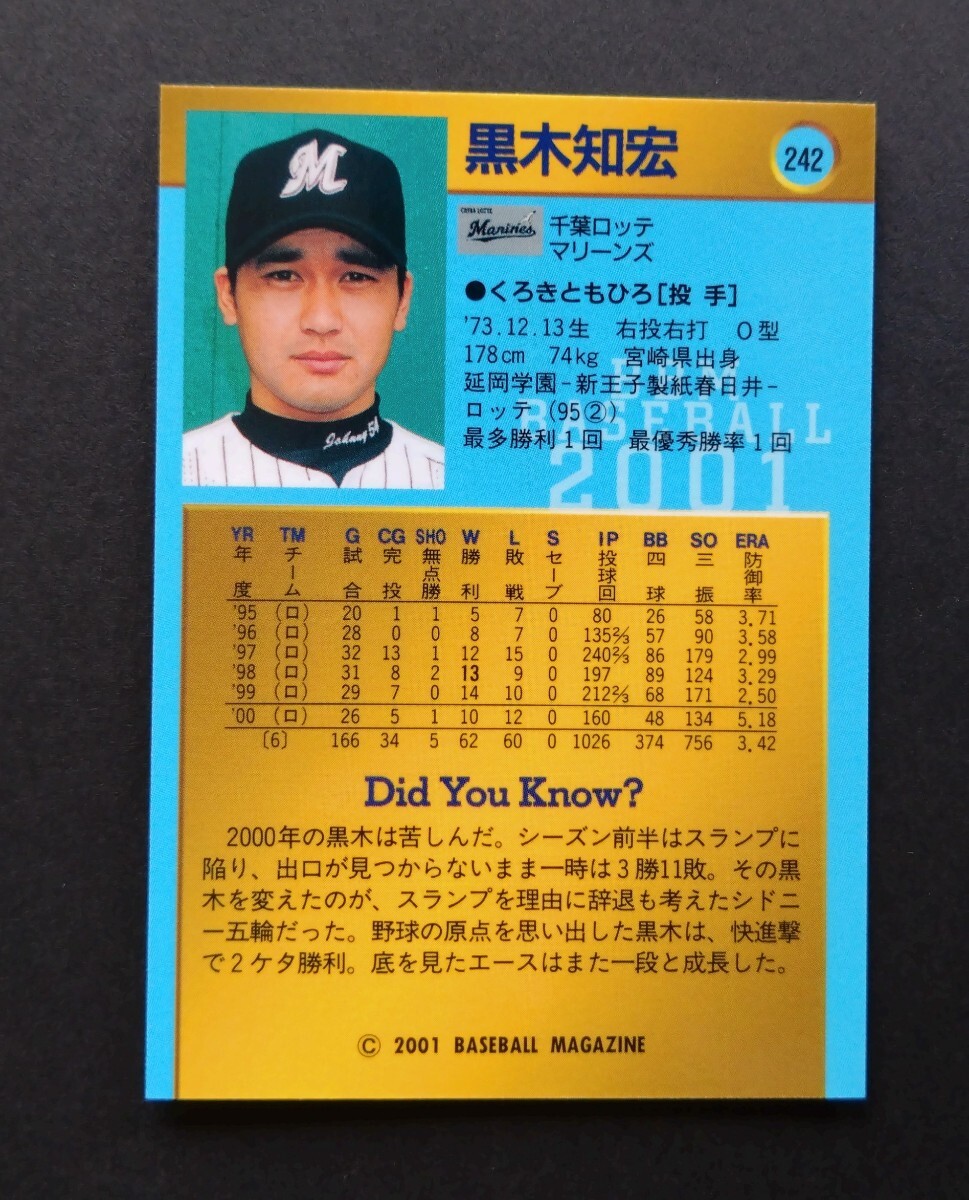 M
黒木知宏
242
CHIBA LOTTE
Marines
千葉ロッテ
マリーンズ
●くろきともひろ[投 手]
'73.12.13生 右投右打 O型
178cm 74kg 宮崎県出身
延岡学園-新王子製紙春日井-
ロッテ (95②)
最多勝利1回 最優秀勝率1回
BBM
BASEBALL
2001
Johnny 54
YR TM G CG SHO W L S IP BB SO ERA
年度 チーム 試合 完投 無点勝 勝利 敗戦 セーブ 投球回 四球 三振 防御率
'95 (ロ) 20 1 1 5 7 0 80 26 58 3.71
'96 (ロ) 28 0 0 8 7 0 135⅔ 57 90 3.58
'97 (ロ) 32 13 1 12 15 0 240⅔ 86 179 2.99
'98 (ロ) 31 8 2 13 9 0 197 89 124 3.29
'99 (ロ) 29 7 0 14 10 0 212⅔ 68 171 2.50
'00 (ロ) 26 5 1 10 12 0 160 48 134 5.18
〔6〕 166 34 5 62 60 0 1026 374 756 3.42
Did You Know?
2000年の黒木は苦しんだ。シーズン前半はスランプに
陥り、出口が見つからないまま一時は3勝11敗。その黒
木を変えたのが、スランプを理由に辞退も考えたシドニ
ー五輪だった。野球の原点を思い出した黒木は、快進撃
で2ケタ勝利。底を見たエースはまた一段と成長した。
© 2001 BASEBALL MAGAZINE